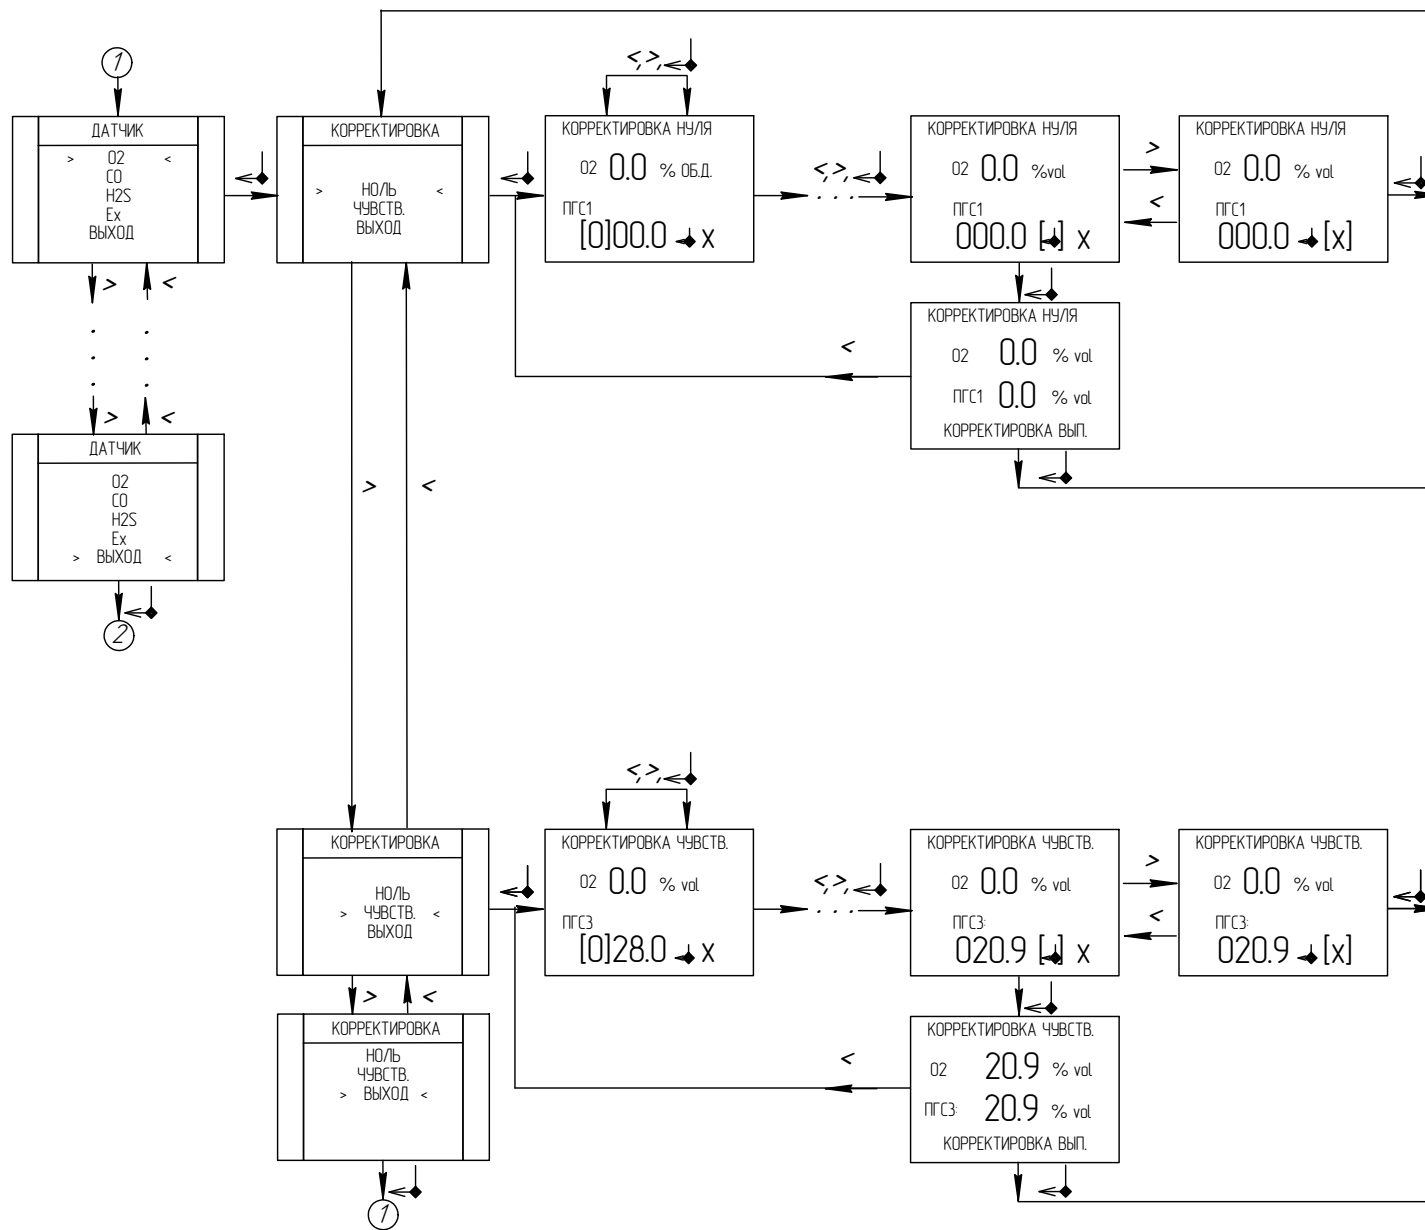 1
ДАТЧИК
> O2 <
CO
H2S
Ex
ВЫХОД
> <
> <
ДАТЧИК
O2
CO
H2S
Ex
> ВЫХОД <
2
КОРРЕКТИРОВКА
> НОЛЬ <
ЧУВСТВ.
ВЫХОД
> <
<,>,
КОРРЕКТИРОВКА НУЛЯ
O2 0.0 % ОБ.Д.
ПГС1
[0]00.0 X
<,>,
. . .
КОРРЕКТИРОВКА НУЛЯ
O2 0.0 %vol
ПГС1
000.0 [ ] X
>
<
КОРРЕКТИРОВКА НУЛЯ
O2 0.0 % vol
ПГС1
000.0 [X]
КОРРЕКТИРОВКА НУЛЯ
O2 0.0 % vol
ПГС1 0.0 % vol
КОРРЕКТИРОВКА ВЫП.
<
КОРРЕКТИРОВКА
НОЛЬ
> ЧУВСТВ. <
ВЫХОД
> <
<,>,
КОРРЕКТИРОВКА ЧУВСТВ.
O2 0.0 % vol
ПГС3
[0]28.0 X
<,>,
. . .
КОРРЕКТИРОВКА ЧУВСТВ.
O2 0.0 % vol
ПГС3:
020.9 [ ] X
>
<
КОРРЕКТИРОВКА ЧУВСТВ.
O2 0.0 % vol
ПГС3:
020.9 [X]
КОРРЕКТИРОВКА
НОЛЬ
ЧУВСТВ.
> ВЫХОД <
1
<
КОРРЕКТИРОВКА ЧУВСТВ.
O2 20.9 % vol
ПГС3: 20.9 % vol
КОРРЕКТИРОВКА ВЫП.